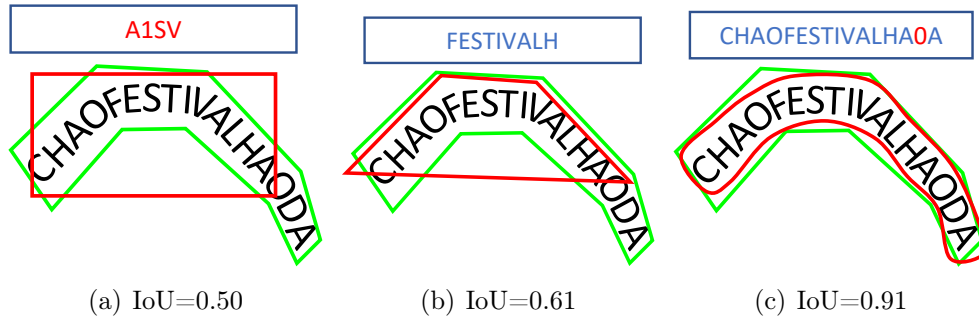 A1SV
FESTIVALH
CHAOFESTIVALHA0A
CHAOFESTIVALHAODA
CHAOFESTIVALHAODA
CHAOFESTIVALHAODA
(a) IoU=0.50
(b) IoU=0.61
(c) IoU=0.91